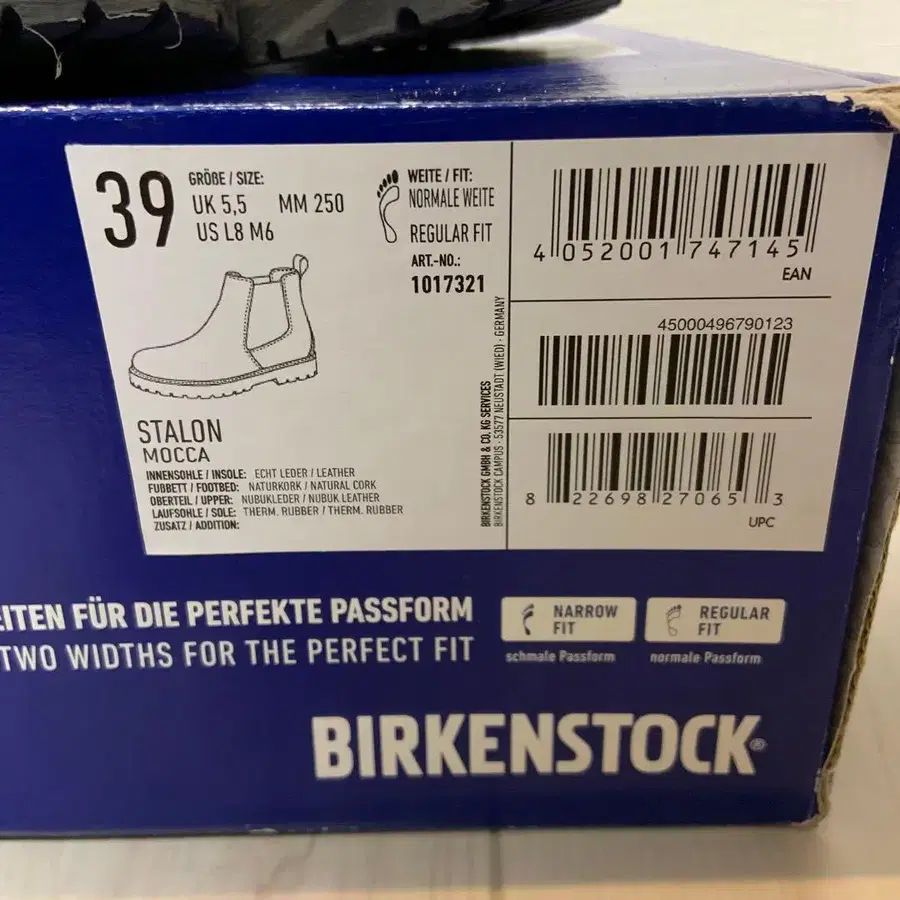 39
GRÖẞE / SIZE:
UK 5,5 MM 250
US L8 M6
WEITE / FIT:
NORMALE WEITE
REGULAR FIT
ART.-NO.:
1017321
STALON
MOCCA
INNENSOHLE / INSOLE: ECHT LEDER / LEATHER
FUßBETT / FOOTBED: NATURKORK / NATURAL CORK
OBERTEIL / UPPER: NUBUKLEDER / NUBUK LEATHER
LAUFSOHLE / SOLE: THERM. RUBBER / THERM. RUBBER
ZUSATZ / ADDITION:
BIRKENSTOCK GMBH & CO. KG SERVICES
BIRKENSTOCK CAMPUS · 53577 NEUSTADT (WIED) · GERMANY
4 052001 747145
EAN
45000496790123
8 22698 27065 3
UPC
EITEN FÜR DIE PERFEKTE PASSFORM
TWO WIDTHS FOR THE PERFECT FIT
NARROW
FIT
schmale Passform
REGULAR
FIT
normale Passform
BIRKENSTOCK®